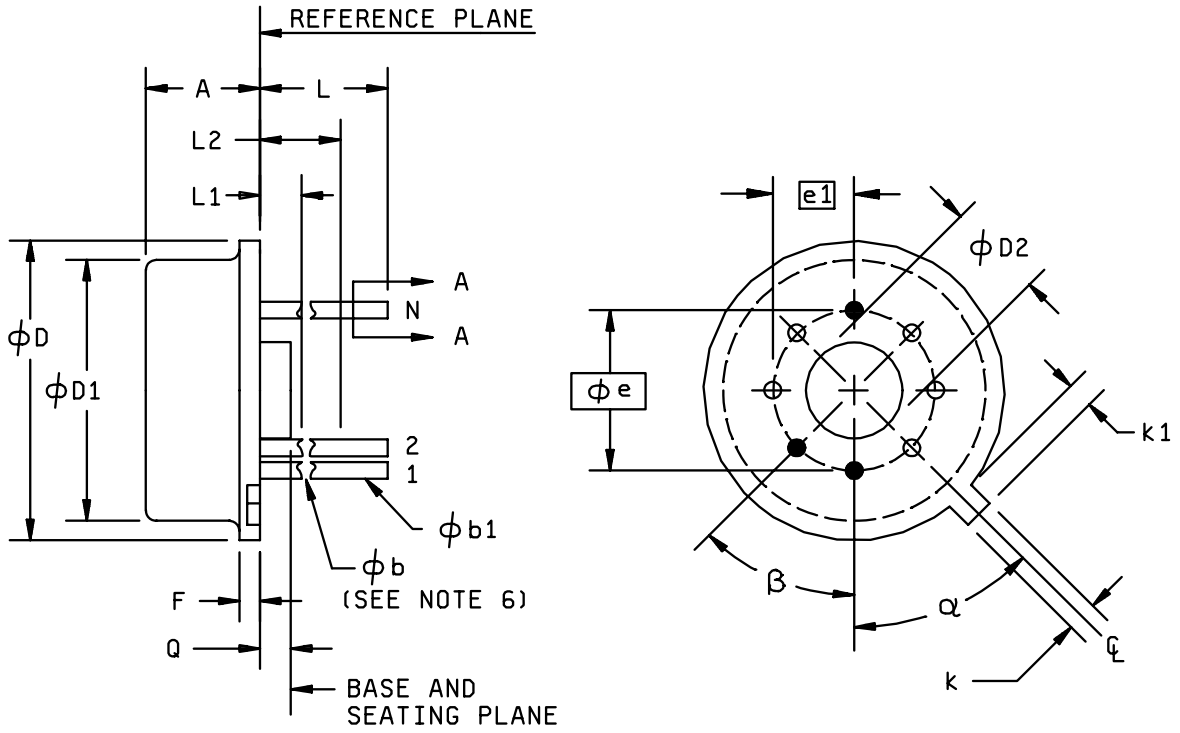 REFERENCE PLANE
A
L
L2
L1
e1
ϕD2
A
N
A
ϕD
ϕD1
ϕe
k1
2
1
ϕb1
ϕb
(SEE NOTE 6)
β
α
F
Q
C̲L
k
BASE AND
SEATING PLANE